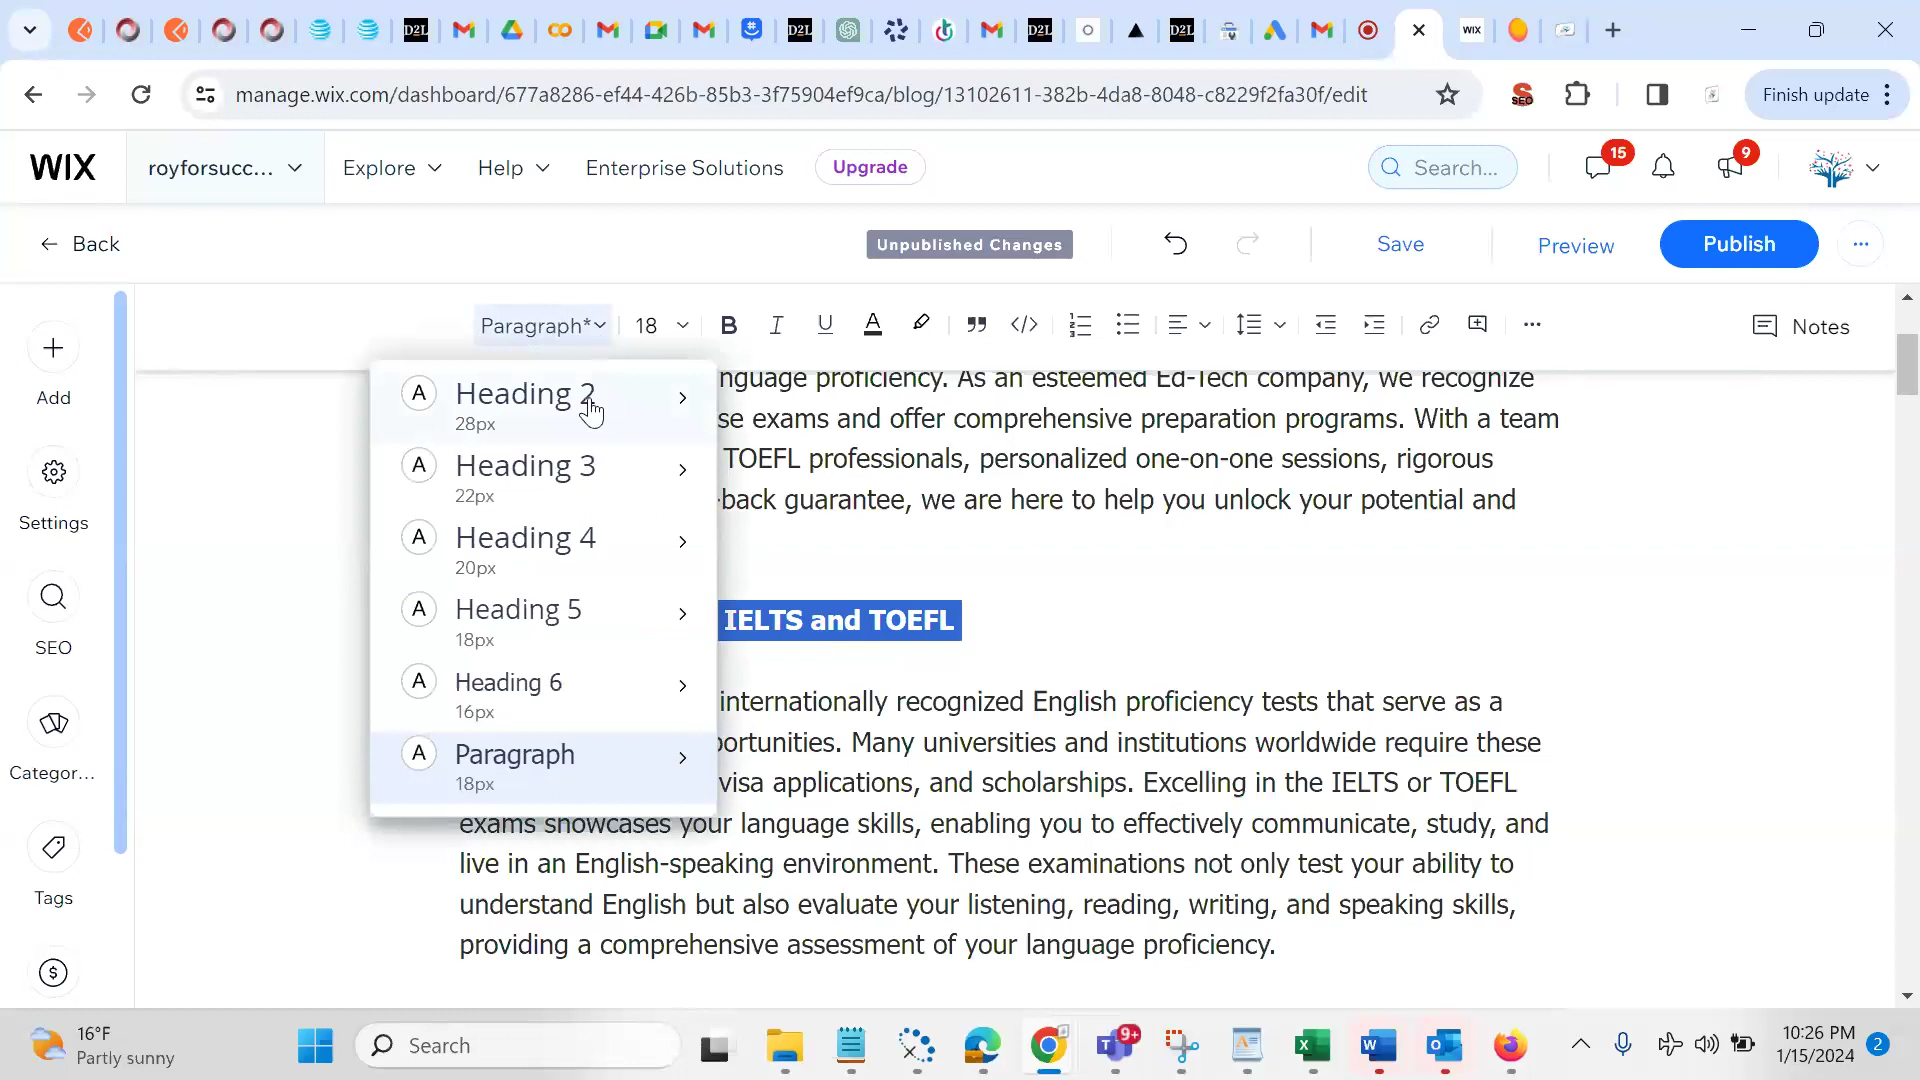 D2L
D2L
D2L
D2L
WIX
manage.wix.com/dashboard/677a8286-ef44-426b-85b3-3f75904ef9ca/blog/13102611-382b-4da8-8048-c8229f2fa30f/edit
SEO
Finish update
WIX
royforsucc...
Explore
Help
Enterprise Solutions
Upgrade
Search...
15
9
Back
Unpublished Changes
Save
Preview
Publish
Paragraph*
18
B I U A
Notes
Add
Settings
SEO
Categor...
Tags
A Heading 2
28px
A Heading 3
22px
A Heading 4
20px
A Heading 5
18px
A Heading 6
16px
A Paragraph
18px
nguage proficiency. As an esteemed Ed-Tech company, we recognize
se exams and offer comprehensive preparation programs. With a team
TOEFL professionals, personalized one-on-one sessions, rigorous
-back guarantee, we are here to help you unlock your potential and
IELTS and TOEFL
internationally recognized English proficiency tests that serve as a
portunities. Many universities and institutions worldwide require these
visa applications, and scholarships. Excelling in the IELTS or TOEFL
exams showcases your language skills, enabling you to effectively communicate, study, and
live in an English-speaking environment. These examinations not only test your ability to
understand English but also evaluate your listening, reading, writing, and speaking skills,
providing a comprehensive assessment of your language proficiency.
16°F
Partly sunny
Search
9+
10:26 PM
1/15/2024
2